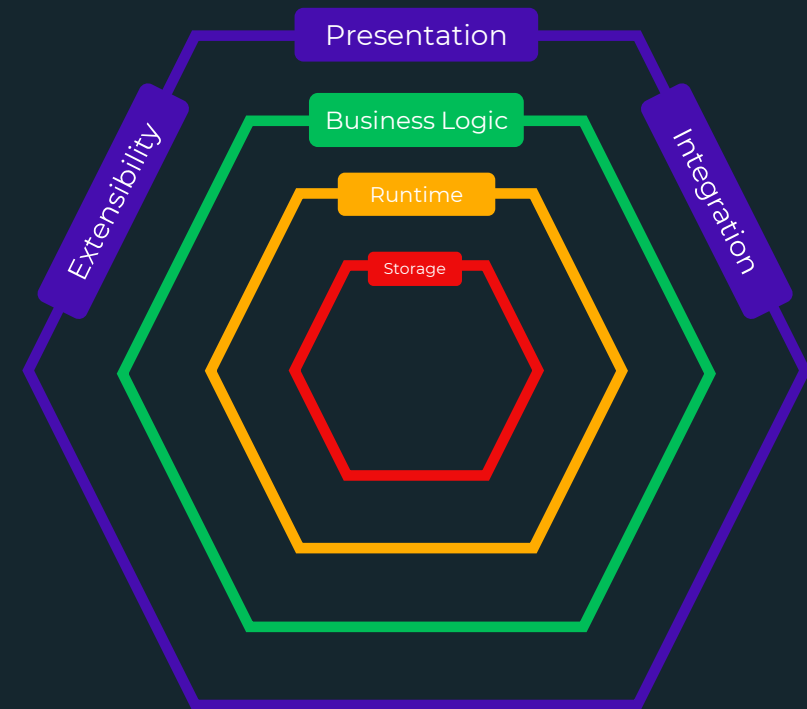 Presentation
Extensibility
Integration
Business Logic
Runtime
Storage